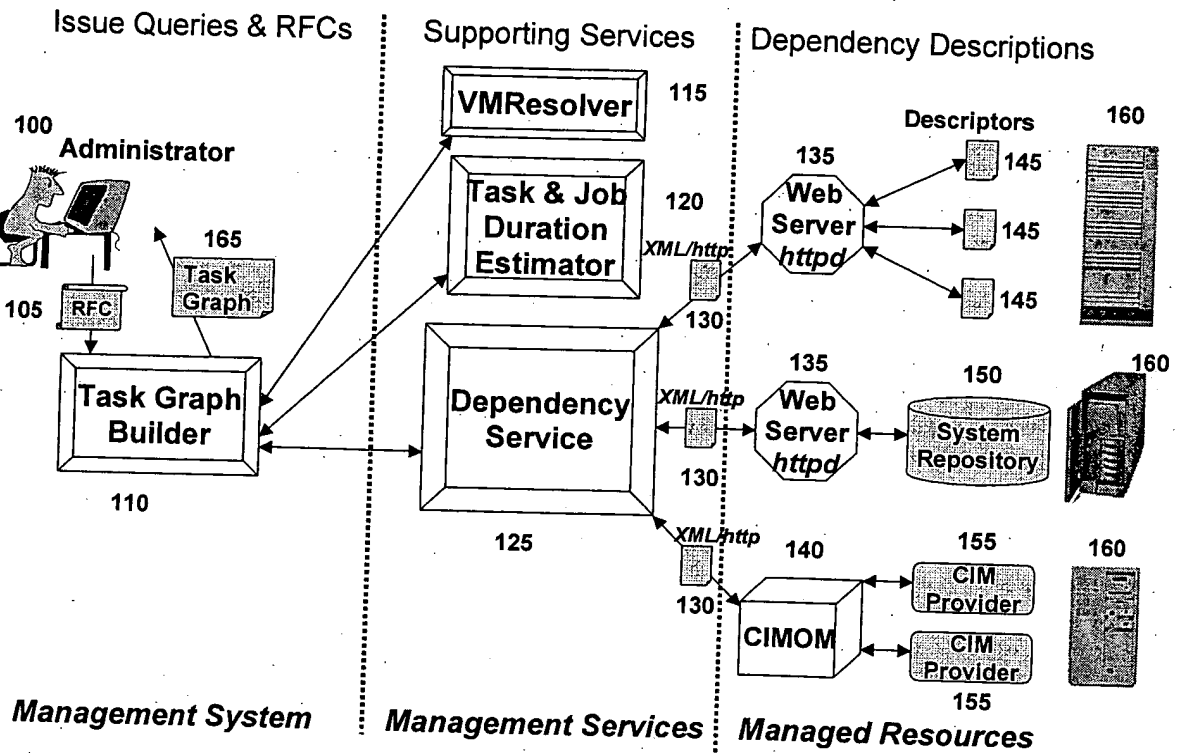 Issue Queries & RFCs
Supporting Services
Dependency Descriptions
100
Administrator
105
RFC
165
Task
Graph
Task Graph
Builder
110
VMResolver
115
Task & Job
Duration
Estimator
120
Dependency
Service
125
XML/http
130
XML/http
130
XML/http
130
135
Web
Server
httpd
Descriptors
145
145
145
160
135
Web
Server
httpd
150
System
Repository
160
140
CIMOM
155
CIM
Provider
CIM
Provider
155
160
Management System
Management Services
Managed Resources